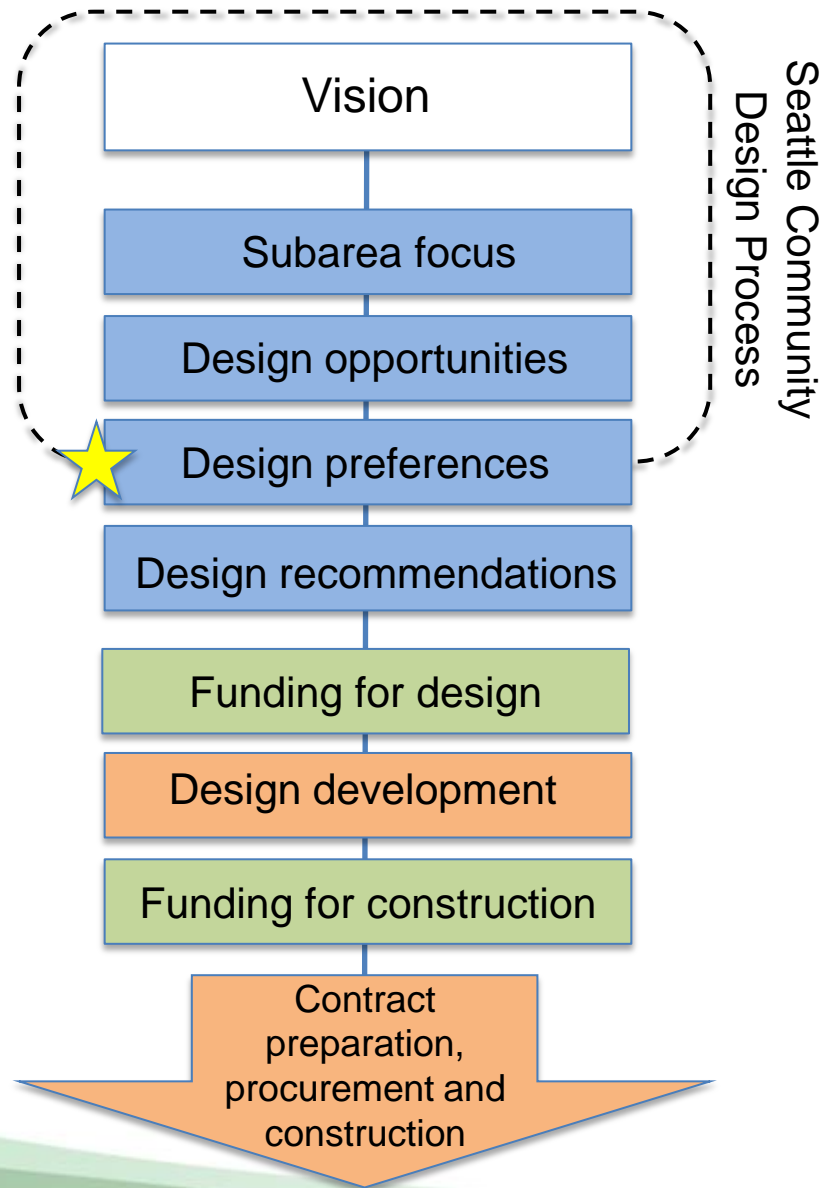 Vision
Seattle Community
Design Process
Subarea focus
Design opportunities
Design preferences
Design recommendations
Funding for design
Design development
Funding for construction
Contract
preparation,
procurement and
construction